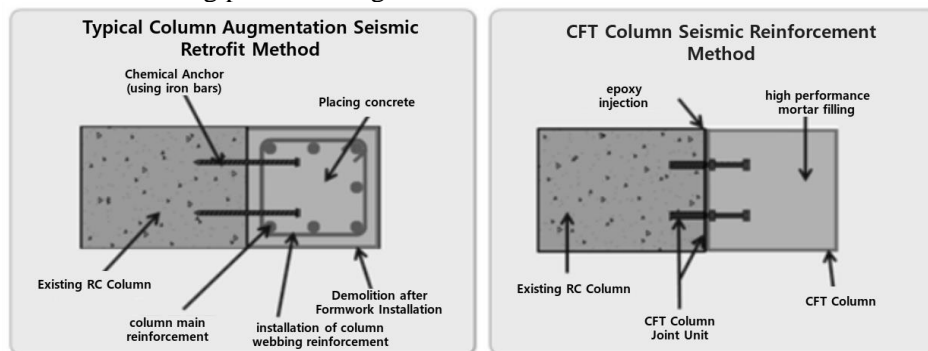 Typical Column Augmentation Seismic
Retrofit Method
Chemical Anchor
(using iron bars)
Placing concrete
Existing RC Column
column main
reinforcement
installation of column
webbing reinforcement
Demolition after
Formwork Installation
CFT Column Seismic Reinforcement
Method
epoxy
injection
high performance
mortar filling
Existing RC Column
CFT Column
Joint Unit
CFT Column